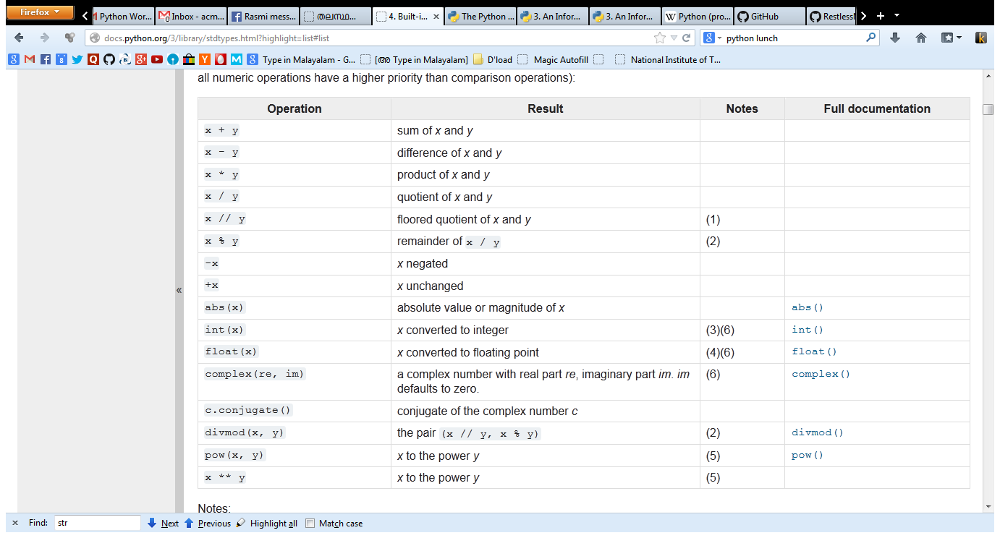 Firefox
Python Wor...
Inbox - acm...
Rasmi mess...
4. Built-i...
The Python ...
3. An Infor...
3. An Infor...
Python (pro...
GitHub
docs.python.org/3/library/stdtypes.html?highlight=list#list
python lunch
Type in Malayalam - G...
Type in Malayalam]
D'load
Magic Autofill
National Institute of T...
all numeric operations have a higher priority than comparison operations):
Operation Result Notes Full documentation
x + y sum of x and y
x - y difference of x and y
x * y product of x and y
x / y quotient of x and y
x // y floored quotient of x and y (1)
x % y remainder of x / y (2)
-x x negated
+x x unchanged
abs(x) absolute value or magnitude of x abs()
int(x) x converted to integer (3)(6) int()
float(x) x converted to floating point (4)(6) float()
complex(re, im) a complex number with real part re, imaginary part im. im (6) complex()
defaults to zero.
c.conjugate() conjugate of the complex number c
divmod(x, y) the pair (x // y, x % y) (2) divmod()
pow(x, y) x to the power y (5) pow()
x ** y x to the power y (5)
Notes:
Find: str Next Previous Highlight all Match case